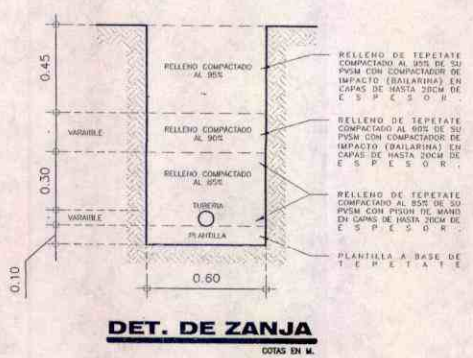 0.45
RELLENO COMPACTADO
AL 95%
RELLENO DE TEPETATE
COMPACTADO AL 95% DE SU
PVSM CON COMPACTADOR DE
IMPACTO (BAILARINA) EN
CAPAS DE HASTA 20CM DE
E S P E S O R .
VARIABLE
RELLENO COMPACTADO
AL 90%
RELLENO DE TEPETATE
COMPACTADO AL 90% DE SU
PVSM CON COMPACTADOR DE
IMPACTO (BAILARINA) EN
CAPAS DE HASTA 20CM DE
E S P E S O R .
0.30
RELLENO COMPACTADO
AL 85%
RELLENO DE TEPETATE
COMPACTADO AL 85% DE SU
PVSM CON PISON DE MANO
EN CAPAS DE HASTA 20CM DE
E S P E S O R .
VARIABLE
TUBERIA
PLANTILLA
PLANTILLA A BASE DE
T E P E T A T E
0.10
0.60
DET. DE ZANJA
COTAS EN M.